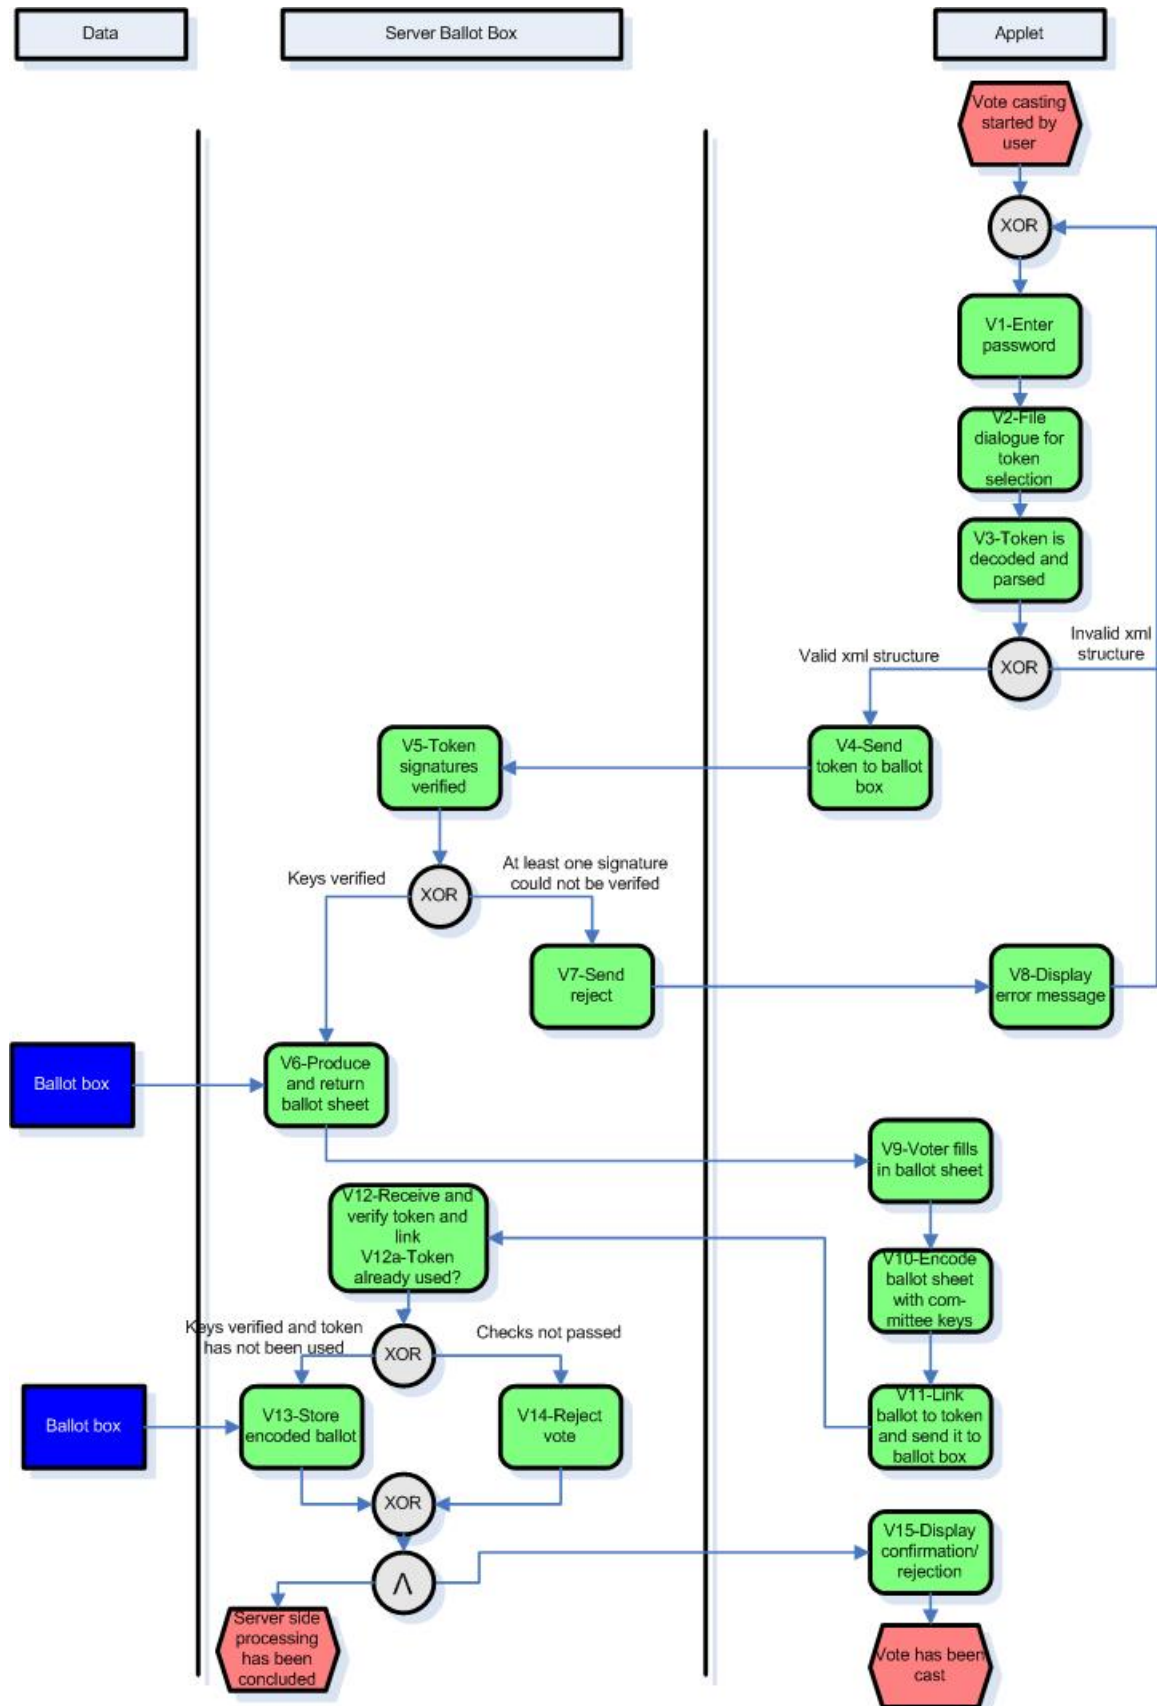 Data
Server Ballot Box
Applet
Vote casting
started by
user
XOR
V1-Enter
password
V2-File
dialogue for
token
selection
V3-Token is
decoded and
parsed
XOR
Invalid xml
structure
Valid xml structure
V4-Send
token to ballot
box
V5-Token
signatures
verified
XOR
Keys verified
At least one signature
could not be verifed
V7-Send
reject
V8-Display
error message
Ballot box
V6-Produce
and return
ballot sheet
V9-Voter fills
in ballot sheet
V12-Receive and
verify token and
link
V12a-Token
already used?
V10-Encode
ballot sheet
with com-
mittee keys
Keys verified and token
has not been used
XOR
Checks not passed
Ballot box
V13-Store
encoded ballot
V14-Reject
vote
V11-Link
ballot to token
and send it to
ballot box
XOR
V15-Display
confirmation/
rejection
Λ
Server side
processing
has been
concluded
Vote has been
cast